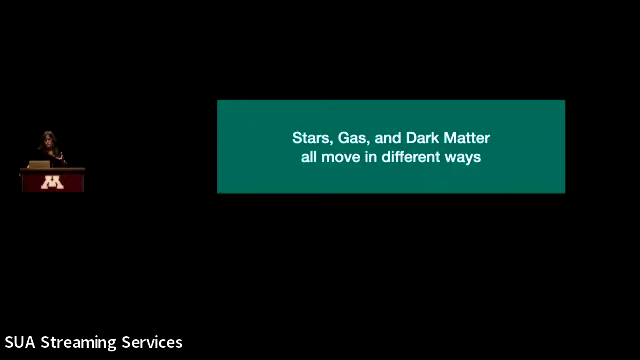 Stars, Gas, and Dark Matter
all move in different ways
M
SUA Streaming Services